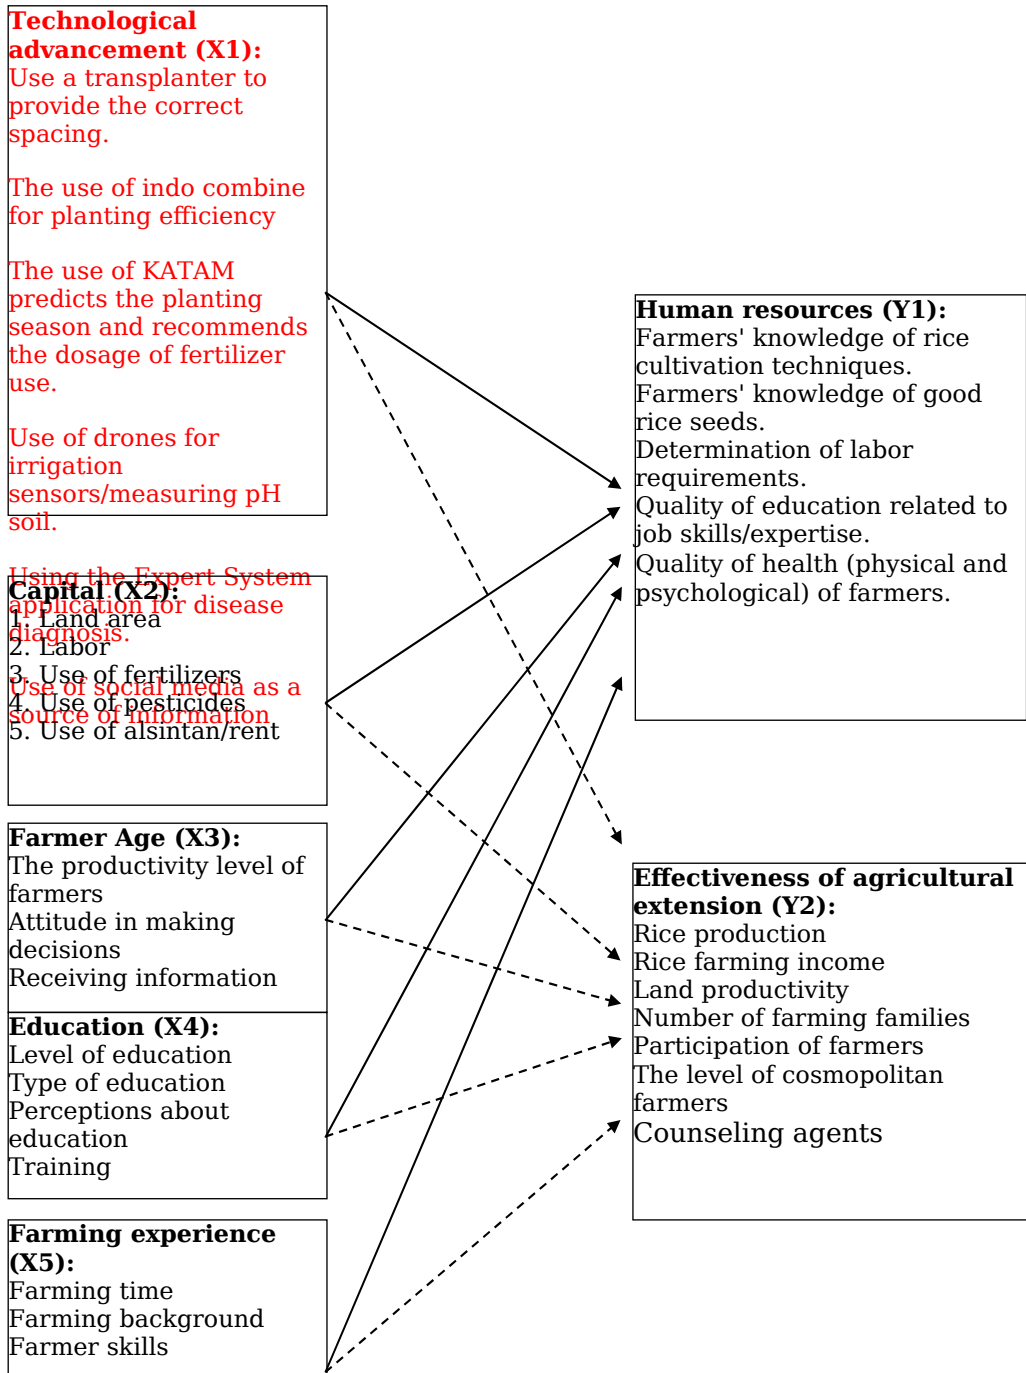 Technological
advancement (X1):
Use a transplanter to
provide the correct
spacing.
The use of indo combine
for planting efficiency
The use of KATAM
predicts the planting
season and recommends
the dosage of fertilizer
use.
Use of drones for
irrigation
sensors/measuring pH
soil.
Using the Expert System
application for disease
diagnosis.
Use of social media as a
source of information
Capital (X2):
1. Land area
2. Labor
3. Use of fertilizers
4. Use of pesticides
5. Use of alsintan/rent
Farmer Age (X3):
The productivity level of
farmers
Attitude in making
decisions
Receiving information
Education (X4):
Level of education
Type of education
Perceptions about
education
Training
Farming experience
(X5):
Farming time
Farming background
Farmer skills
Human resources (Y1):
Farmers' knowledge of rice
cultivation techniques.
Farmers' knowledge of good
rice seeds.
Determination of labor
requirements.
Quality of education related to
job skills/expertise.
Quality of health (physical and
psychological) of farmers.
Effectiveness of agricultural
extension (Y2):
Rice production
Rice farming income
Land productivity
Number of farming families
Participation of farmers
The level of cosmopolitan
farmers
Counseling agents